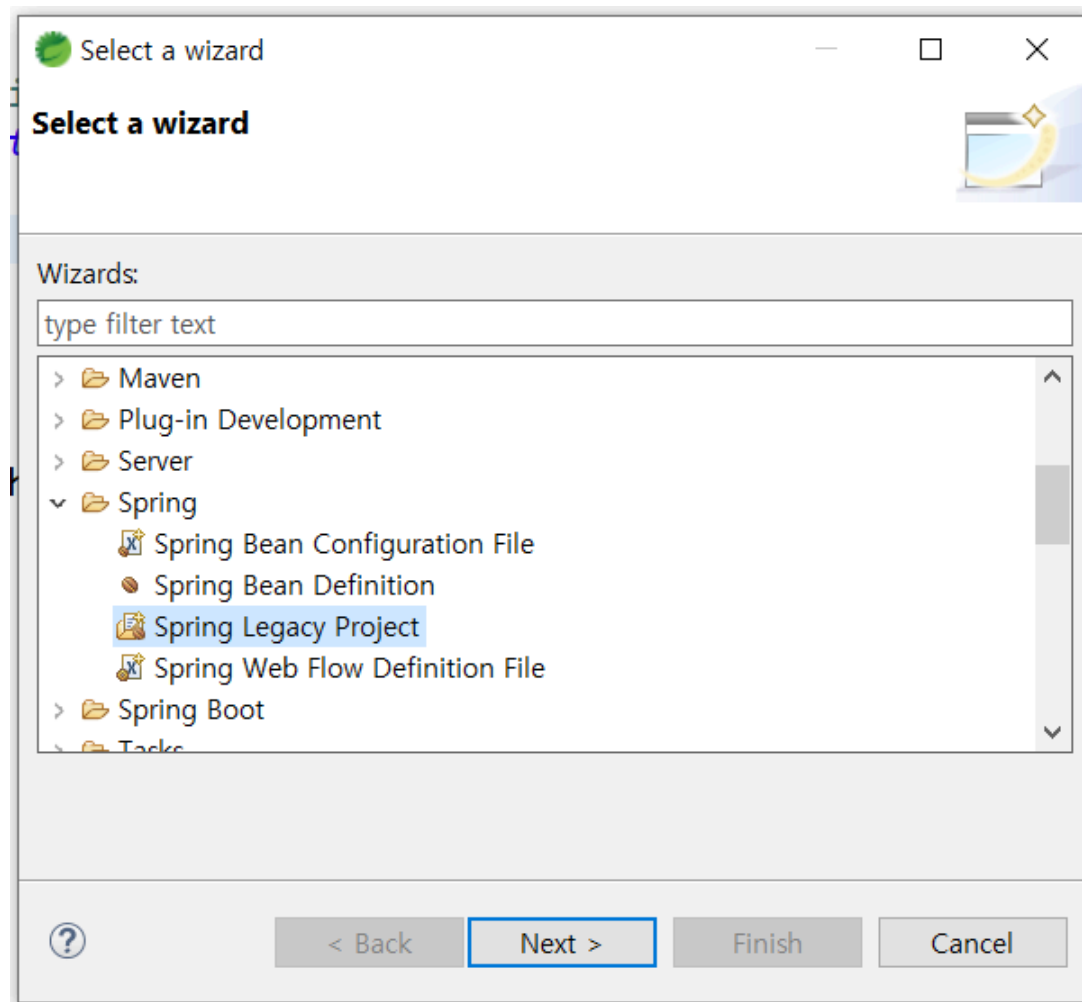 Select a wizard
Select a wizard
Wizards:
type filter text
Maven
Plug-in Development
Server
Spring
Spring Bean Configuration File
Spring Bean Definition
Spring Legacy Project
Spring Web Flow Definition File
Spring Boot
Tasks
< Back Next > Finish Cancel